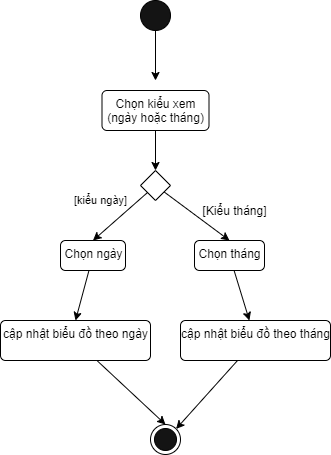 Chọn kiểu xem
(ngày hoặc tháng)
[kiểu ngày]
[Kiểu tháng]
Chọn ngày
Chọn tháng
cập nhật biểu đồ theo ngày
cập nhật biểu đồ theo tháng